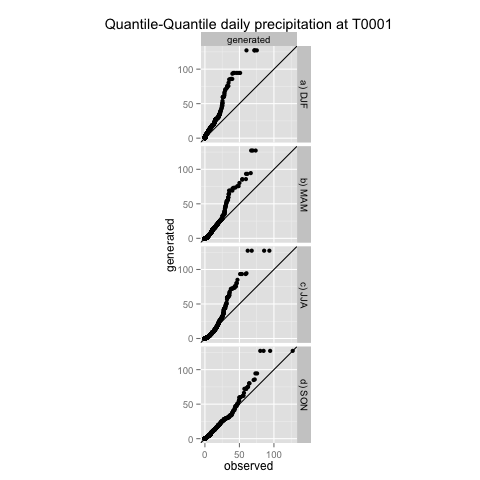 Quantile-Quantile daily precipitation at T0001
generated
100
50
0
a) DJF
100
50
0
b) MAM
generated
100
50
0
c) JJA
100
50
0
d) SON
0 50 100
observed